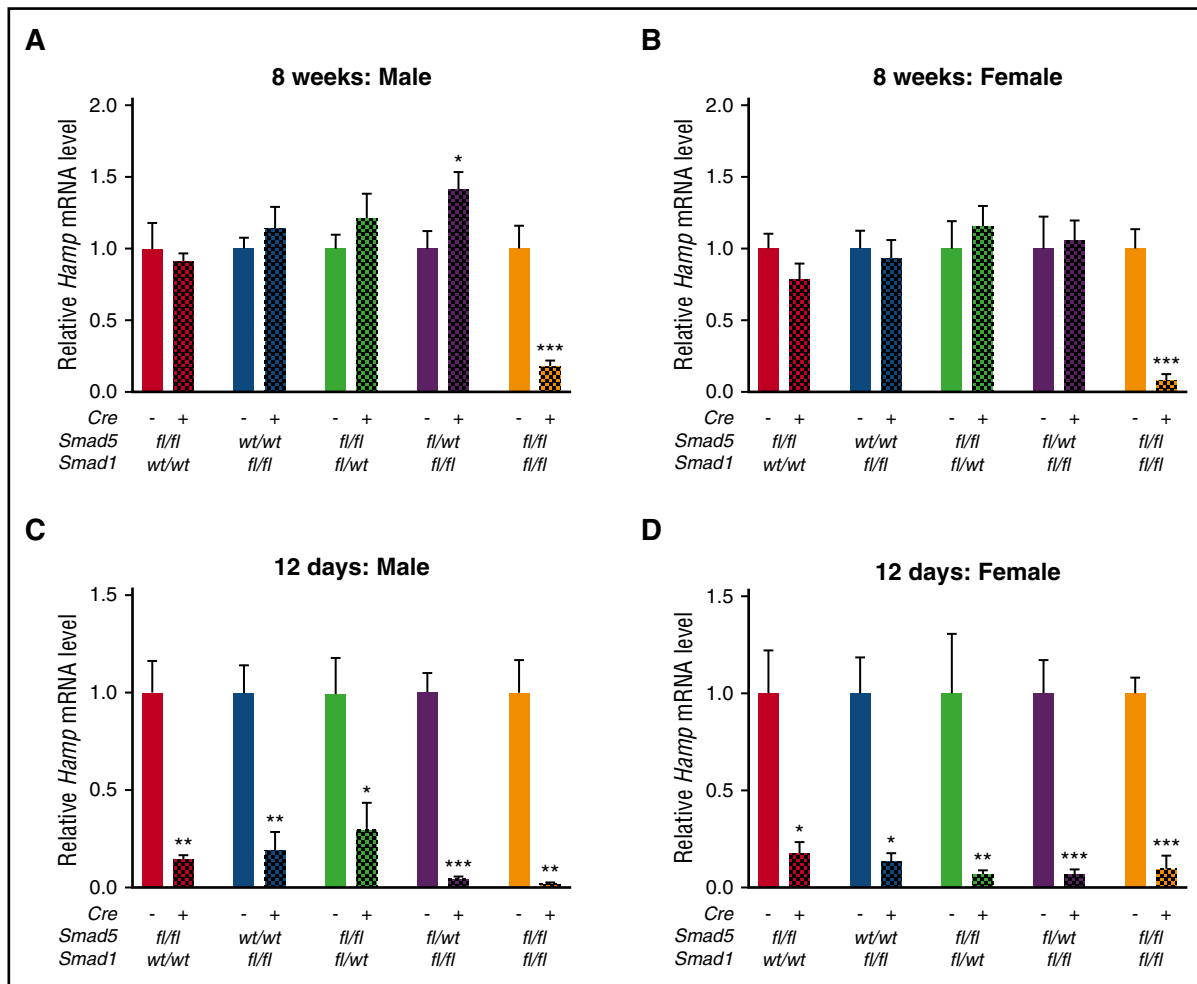 A
8 weeks: Male
Relative Hamp mRNA level
2.0
1.5
1.0
0.5
0.0
*
***
Cre - + - + - + - + - +
Smad5 fl/fl wt/wt fl/fl fl/wt fl/fl
Smad1 wt/wt fl/fl fl/wt fl/fl fl/fl
B
8 weeks: Female
Relative Hamp mRNA level
2.0
1.5
1.0
0.5
0.0
***
Cre - + - + - + - + - +
Smad5 fl/fl wt/wt fl/fl fl/wt fl/fl
Smad1 wt/wt fl/fl fl/wt fl/fl fl/fl
C
12 days: Male
Relative Hamp mRNA level
1.5
1.0
0.5
0.0
** ** * *** **
Cre - + - + - + - + - +
Smad5 fl/fl wt/wt fl/fl fl/wt fl/fl
Smad1 wt/wt fl/fl fl/wt fl/fl fl/fl
D
12 days: Female
Relative Hamp mRNA level
1.5
1.0
0.5
0.0
* * ** *** ***
Cre - + - + - + - + - +
Smad5 fl/fl wt/wt fl/fl fl/wt fl/fl
Smad1 wt/wt fl/fl fl/wt fl/fl fl/fl